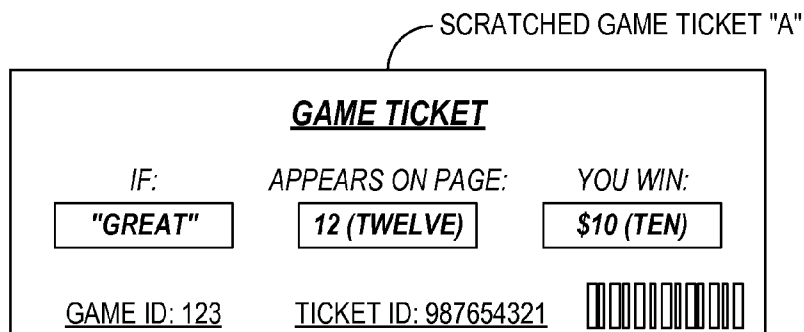 SCRATCHED GAME TICKET "A"
GAME TICKET
IF: APPEARS ON PAGE: YOU WIN:
"GREAT" 12 (TWELVE) $10 (TEN)
GAME ID: 123 TICKET ID: 987654321